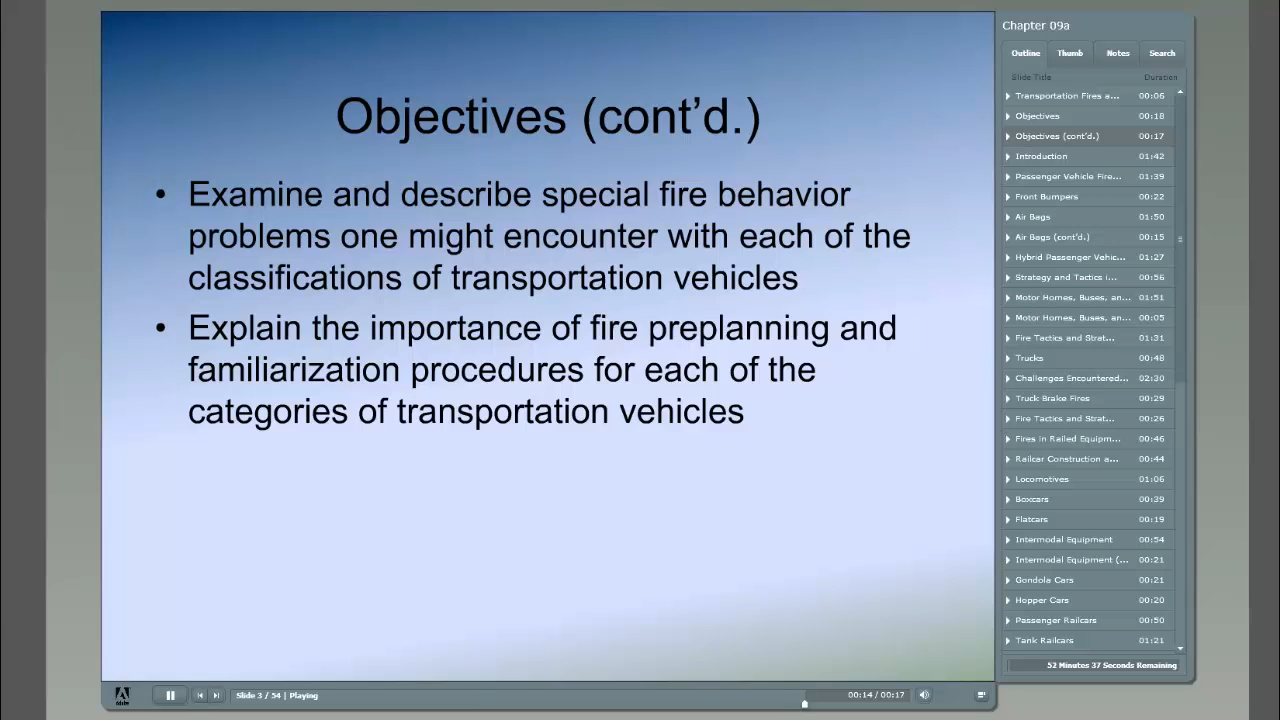 Objectives (cont'd.)
• Examine and describe special fire behavior
problems one might encounter with each of the
classifications of transportation vehicles
• Explain the importance of fire preplanning and
familiarization procedures for each of the
categories of transportation vehicles
Chapter 09a
Outline Thumb Notes Search
Slide Title Duration
Transportation Fires a... 00:06
Objectives 00:18
Objectives (cont'd.) 00:17
Introduction 01:42
Passenger Vehicle Fire... 01:39
Front Bumpers 00:22
Air Bags 01:50
Air Bags (cont'd.) 00:15
Hybrid Passenger Vehic... 01:27
Strategy and Tactics i... 00:56
Motor Homes, Buses, an... 01:51
Motor Homes, Buses, an... 00:05
Fire Tactics and Strat... 01:31
Trucks 00:48
Challenges Encountered... 02:30
Truck Brake Fires 00:29
Fire Tactics and Strat... 00:26
Fires in Railed Equipm... 00:46
Railcar Construction a... 00:44
Locomotives 01:06
Boxcars 00:39
Flatcars 00:19
Intermodal Equipment 00:54
Intermodal Equipment (... 00:21
Gondola Cars 00:21
Hopper Cars 00:20
Passenger Railcars 00:50
Tank Railcars 01:21
52 Minutes 37 Seconds Remaining
Adobe
Slide 3 / 54 | Playing
00:14 / 00:17